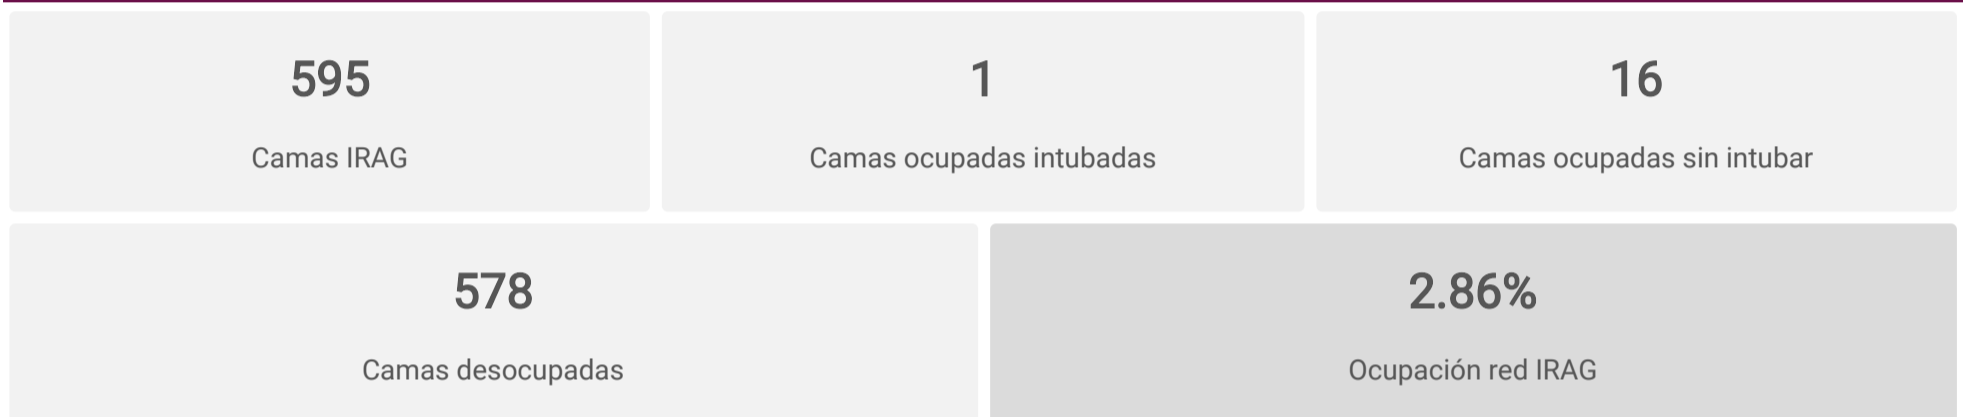 595
Camas IRAG
1
Camas ocupadas intubadas
16
Camas ocupadas sin intubar
578
Camas desocupadas
2.86%
Ocupación red IRAG